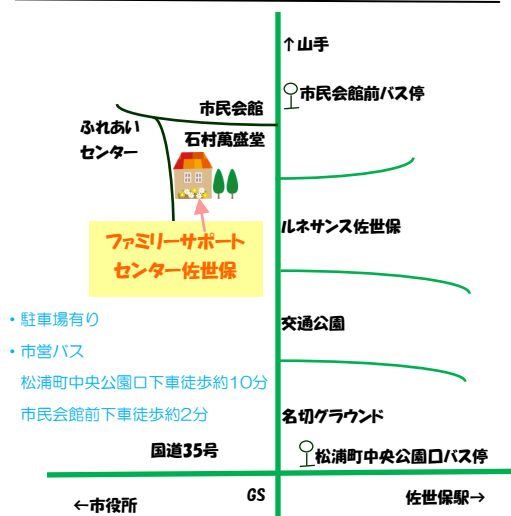 ↑山手
市民会館前バス停
市民会館
ふれあい
センター
石村萬盛堂
ルネサンス佐世保
ファミリーサポート
センター佐世保
・駐車場有り
交通公園
・市営バス
松浦町中央公園口下車徒歩約10分
市民会館前下車徒歩約2分
名切グラウンド
国道35号
松浦町中央公園口バス停
←市役所
GS
佐世保駅→